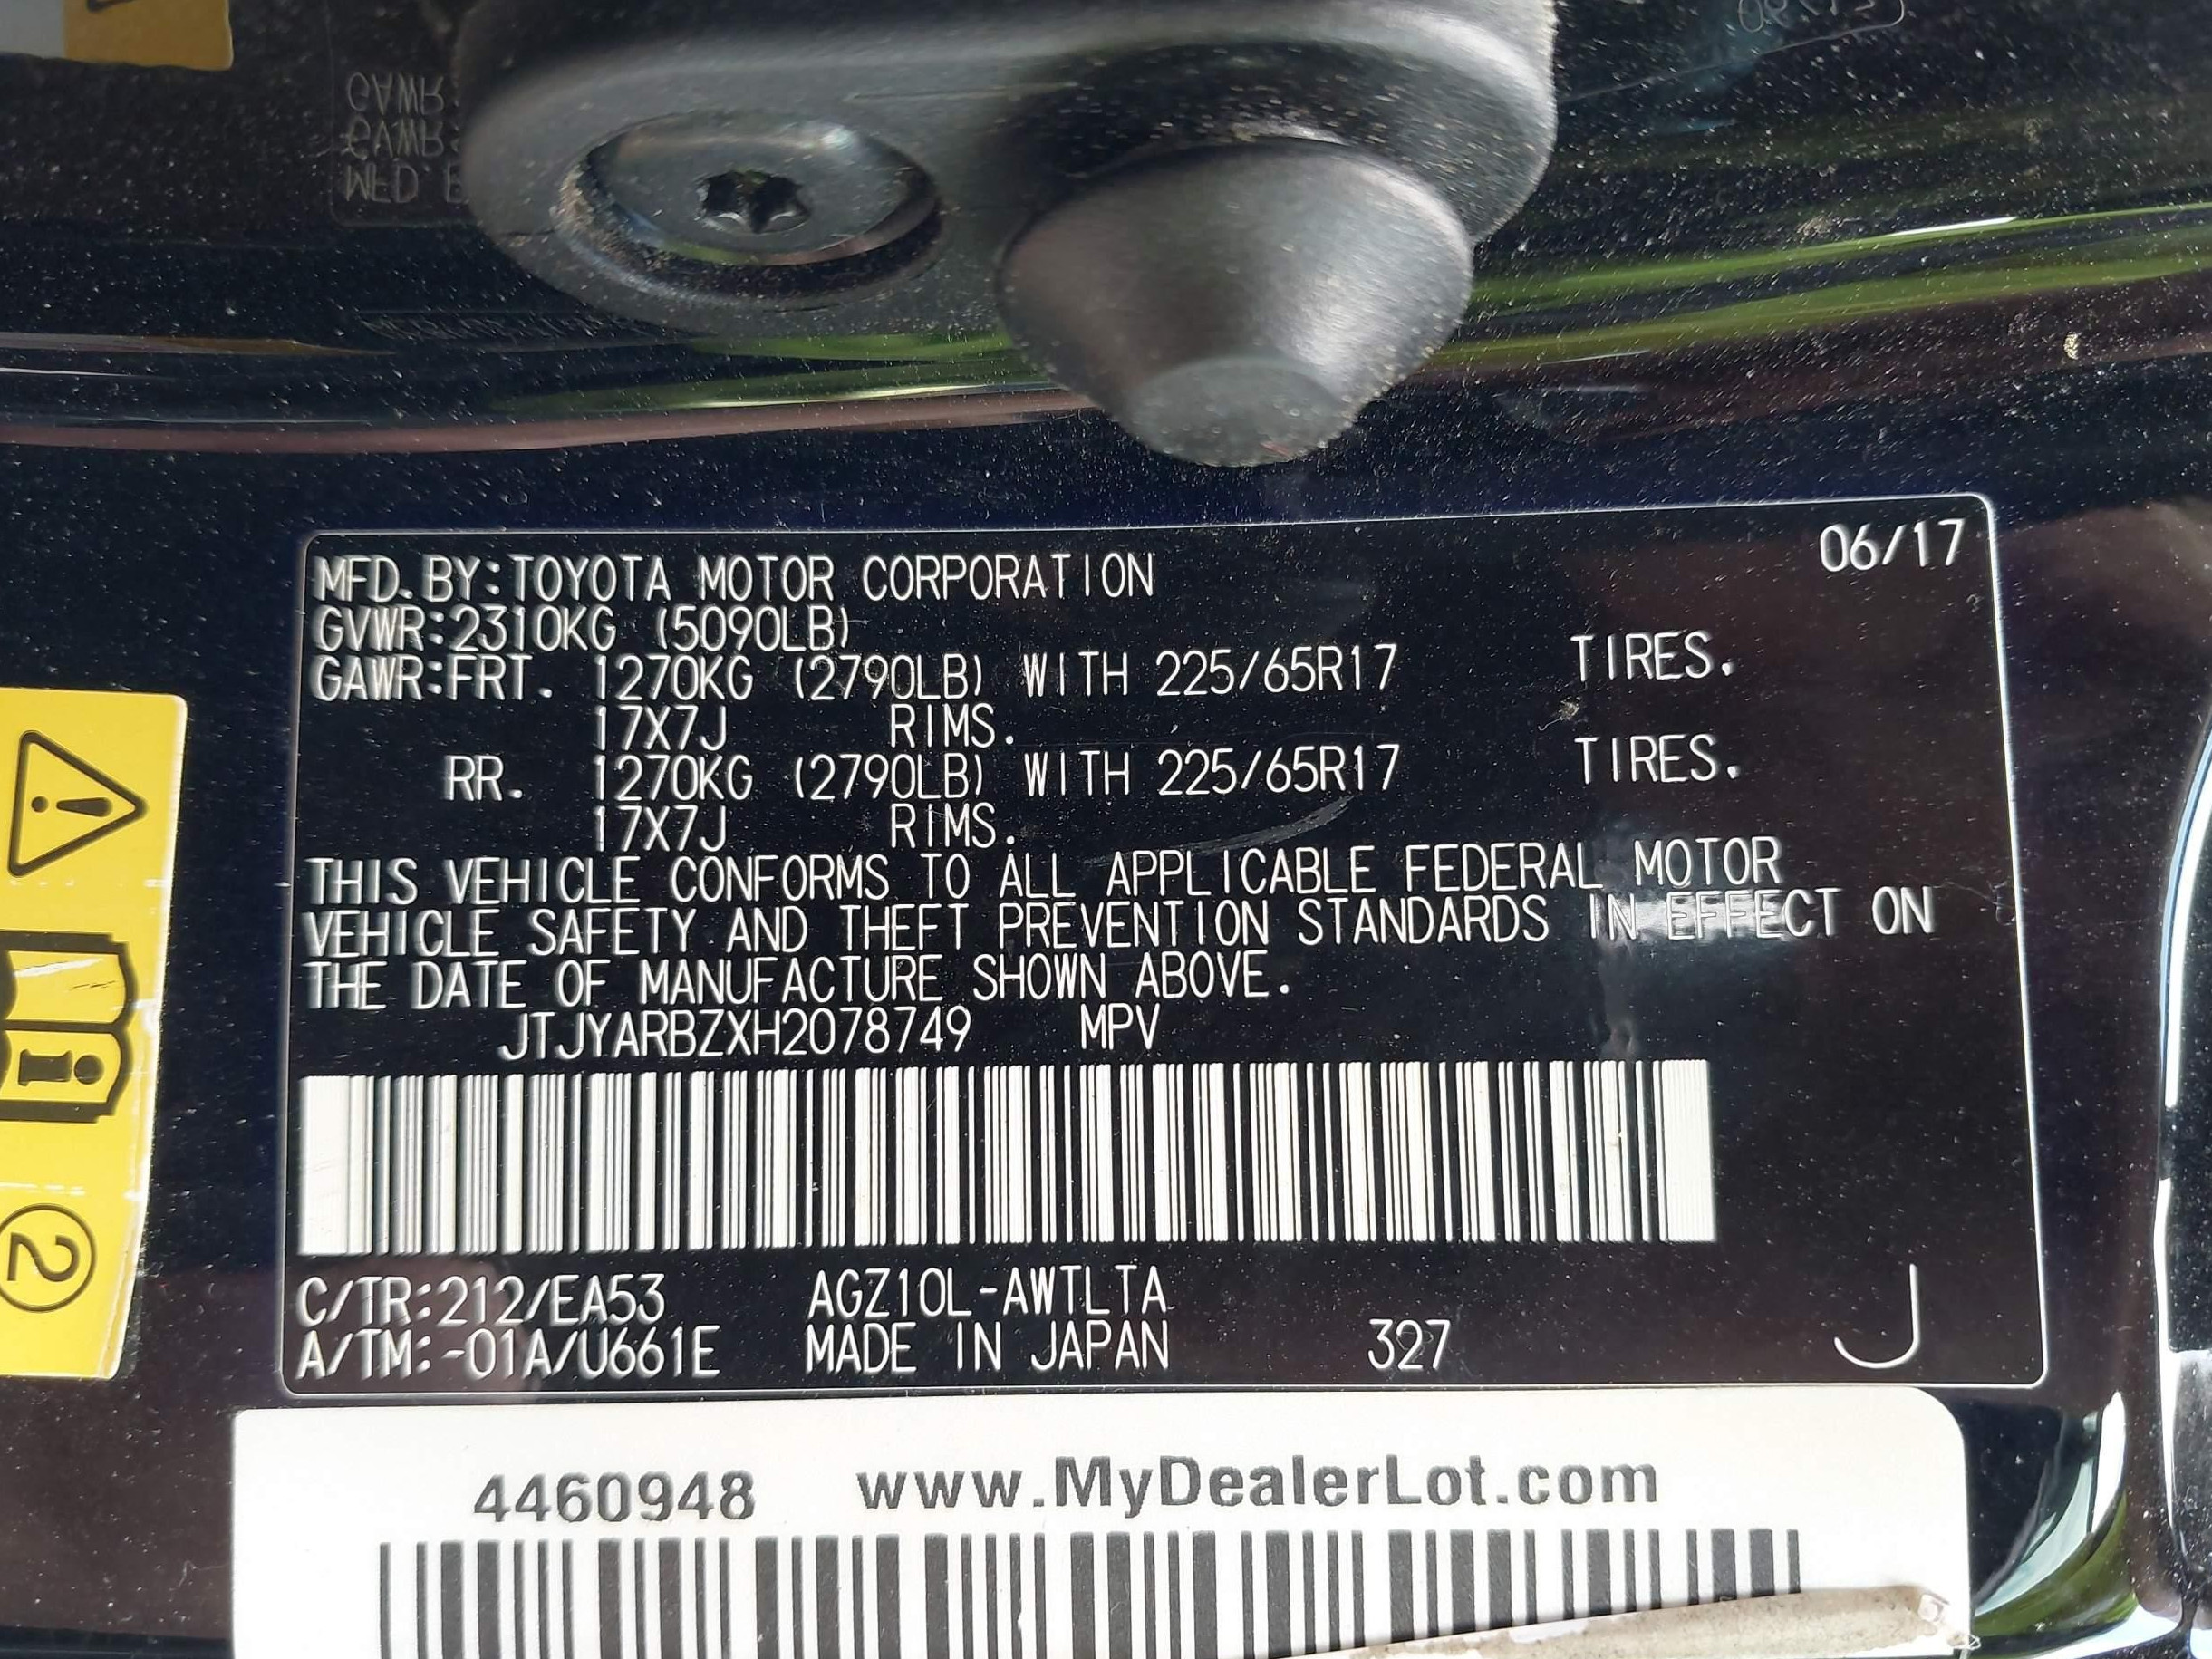 MFD. BY:TOYOTA MOTOR CORPORATION 06/17
GVWR:2310KG (5090LB)
GAWR:FRT. 1270KG (2790LB) WITH 225/65R17 TIRES.
17X7J RIMS.
RR. 1270KG (2790LB) WITH 225/65R17 TIRES.
17X7J RIMS.
THIS VEHICLE CONFORMS TO ALL APPLICABLE FEDERAL MOTOR
VEHICLE SAFETY AND THEFT PREVENTION STANDARDS IN EFFECT ON
THE DATE OF MANUFACTURE SHOWN ABOVE.
JTJYARBZXH2078749 MPV
C/TR:212/EA53 AGZ10L-AWTLTA
A/TM:-01A/U661E MADE IN JAPAN 327 J
2
4460948 www.MyDealerLot.com